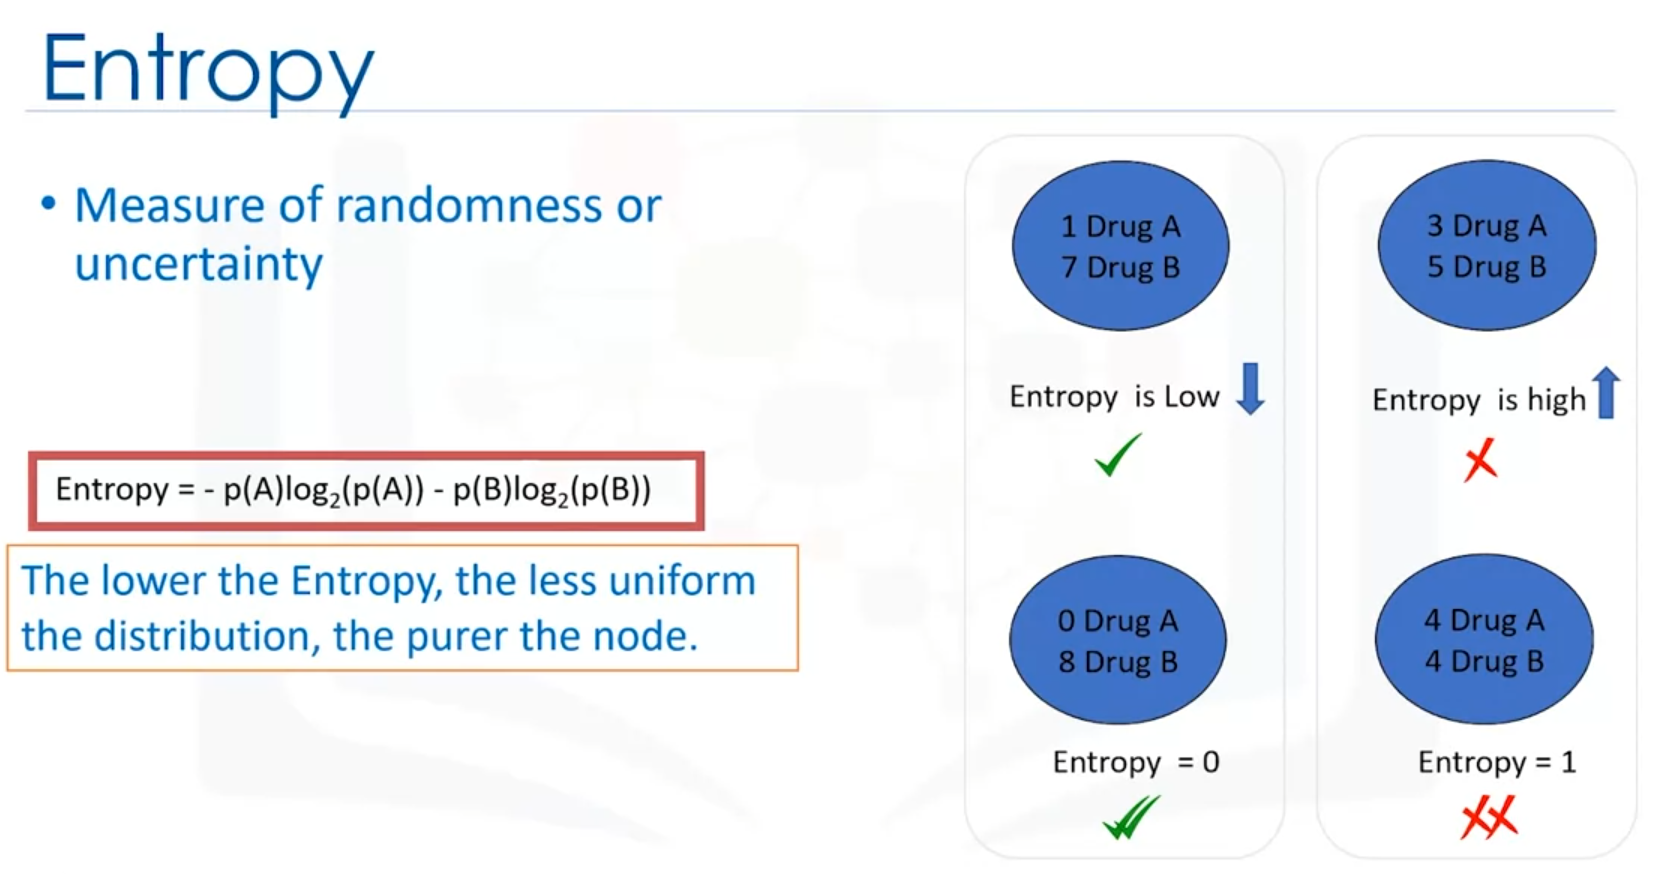 Entropy
• Measure of randomness or
uncertainty
Entropy = - p(A)log₂(p(A)) - p(B)log₂(p(B))
The lower the Entropy, the less uniform
the distribution, the purer the node.
1 Drug A
7 Drug B
Entropy is Low
0 Drug A
8 Drug B
Entropy = 0
3 Drug A
5 Drug B
Entropy is high
4 Drug A
4 Drug B
Entropy = 1